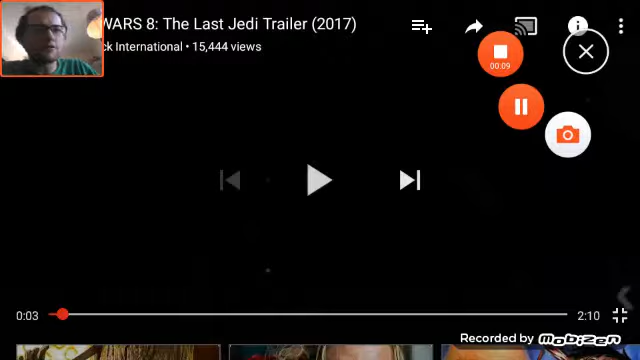 WARS 8: The Last Jedi Trailer (2017)
ck International • 15,444 views
00:09
0:03
2:10
Recorded by Mobizen